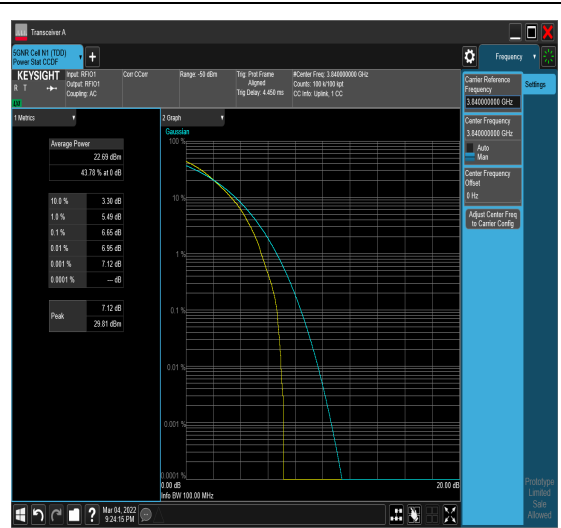 Transceiver A
5GNR Cell N1 (TDD)
Power Stat CCDF
Frequency
KEYSIGHT
R T
LV
Input: RFIO1
Output: RFIO1
Coupling: AC
Corr CCorr
Range: -50 dBm
Trig: Prot Frame
Aligned
Trig Delay: 4.450 ms
#Center Freq: 3.840000000 GHz
Counts: 100 k/100 kpt
CC Info: Uplink, 1 CC
1 Metrics
Average Power
22.69 dBm
43.78 % at 0 dB
10.0 % 3.30 dB
1.0 % 5.49 dB
0.1 % 6.65 dB
0.01 % 6.95 dB
0.001 % 7.12 dB
0.0001 % --- dB
Peak
7.12 dB
29.81 dBm
2 Graph
Gaussian
100 %
10 %
1 %
0.1 %
0.01 %
0.001 %
0.0001 %
0.00 dB
20.00 dB
Info BW 100.00 MHz
Carrier Reference
Frequency
3.840000000 GHz
Center Frequency
3.840000000 GHz
Auto
Man
Center Frequency
Offset
0 Hz
Adjust Center Freq
to Carrier Config
Settings
Prototype
Limited
Sale
Allowed
?
Mar 04, 2022
9:24:15 PM